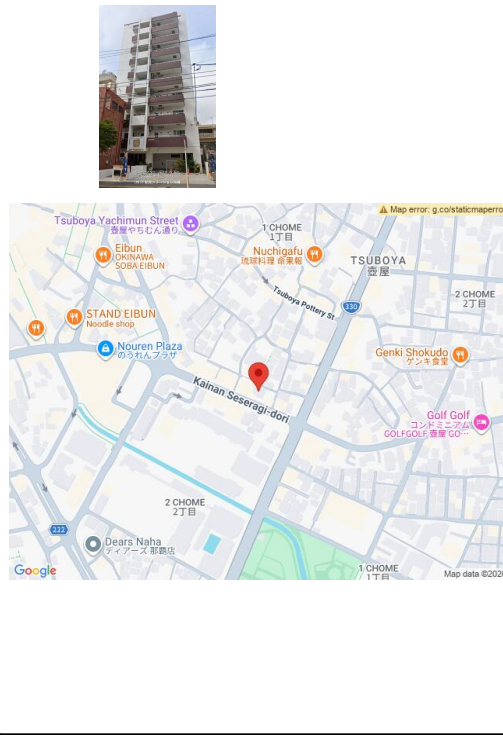 Map error: g.co/staticmaperro
Tsuboya Yachimun Street
壺屋やちむん通り
1 CHOME
1丁目
Eibun
OKINAWA
SOBA EIBUN
Nuchigafu
琉球料理 ぬ果報
TSUBOYA
壺屋
Tsuboya Pottery St
330
2 CHOME
2丁目
STAND EIBUN
Noodle shop
Nouren Plaza
のうれんプラザ
Genki Shokudo
ゲンキ食堂
Kainan Seseragi-dori
Golf Golf
コンドミニアム
GOLFGOLF 壺屋 GO…
2 CHOME
2丁目
222
Dears Naha
ディアーズ 那覇店
1 CHOME
1丁目
Google
Map data ©2026